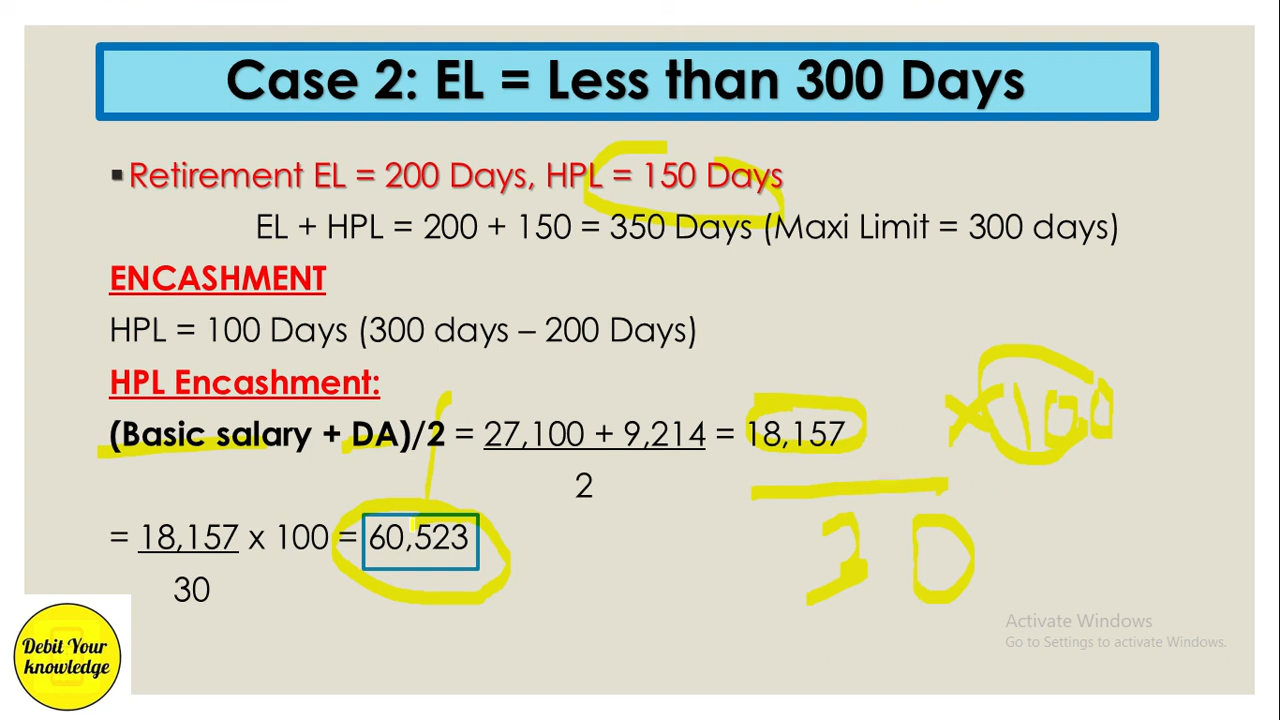 Case 2: EL = Less than 300 Days
▪Retirement EL = 200 Days, HPL = 150 Days
EL + HPL = 200 + 150 = 350 Days (Maxi Limit = 300 days)
ENCASHMENT
HPL = 100 Days (300 days – 200 Days)
HPL Encashment:
×100
(Basic salary + DA)/2 = 27,100 + 9,214 = 18,157
2
= 18,157 x 100 = 60,523
30
30
Debit Your
knowledge
Activate Windows
Go to Settings to activate Windows.